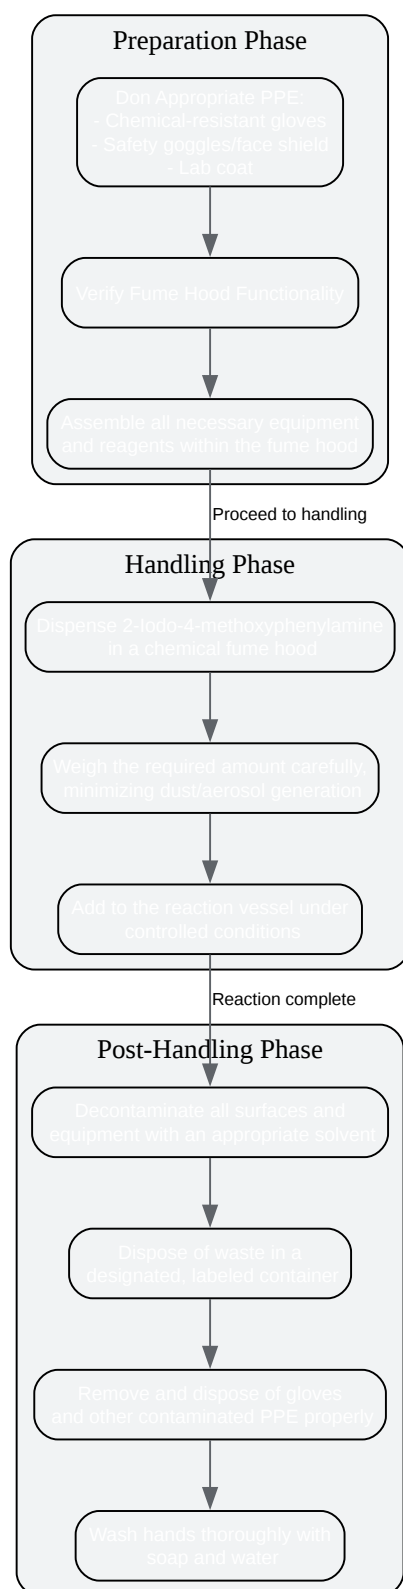 Preparation Phase
Don Appropriate PPE:
- Chemical-resistant gloves
- Safety goggles/face shield
- Lab coat
Verify Fume Hood Functionality
Assemble all necessary equipment
and reagents within the fume hood
Proceed to handling
Handling Phase
Dispense 2-Iodo-4-methoxyphenylamine
in a chemical fume hood
Weigh the required amount carefully,
minimizing dust/aerosol generation
Add to the reaction vessel under
controlled conditions
Reaction complete
Post-Handling Phase
Decontaminate all surfaces and
equipment with an appropriate solvent
Dispose of waste in a
designated, labeled container
Remove and dispose of gloves
and other contaminated PPE properly
Wash hands thoroughly with
soap and water